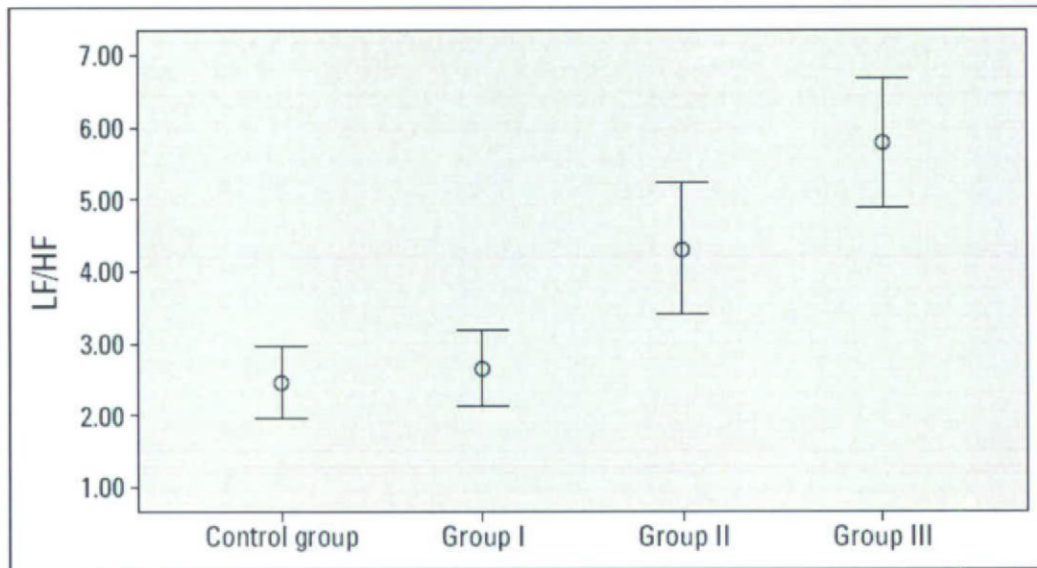 7.00
6.00
5.00
4.00
3.00
2.00
1.00
LF/HF
Control group
Group I
Group II
Group III